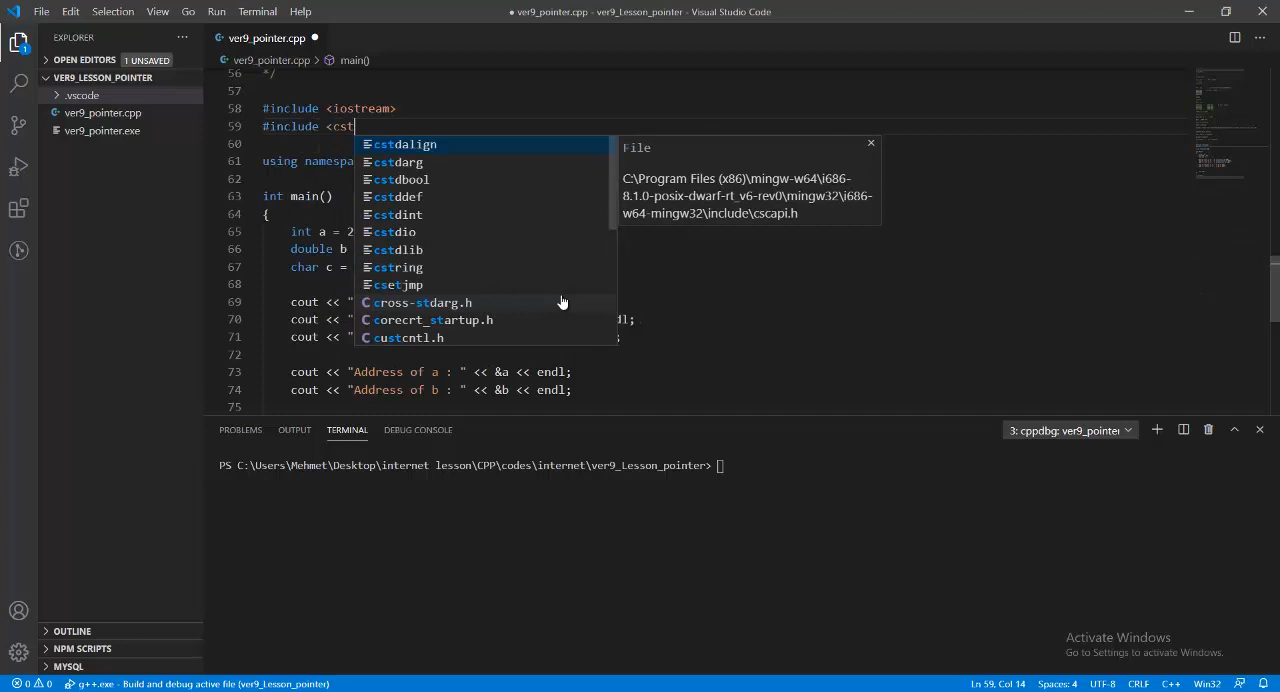 File Edit Selection View Go Run Terminal Help
● ver9_pointer.cpp - ver9_Lesson_pointer - Visual Studio Code
EXPLORER
OPEN EDITORS 1 UNSAVED
VER9_LESSON_POINTER
.vscode
ver9_pointer.cpp
ver9_pointer.exe
OUTLINE
NPM SCRIPTS
MYSQL
1
ver9_pointer.cpp ●
ver9_pointer.cpp > main()
56 */
57
58 #include <iostream>
59 #include <cst
60
61 using namespa
62
63 int main()
64 {
65 int a = 2
66 double b
67 char c =
68
69 cout << "
70 cout << " dl;
71 cout << " ;
72
73 cout << "Address of a : " << &a << endl;
74 cout << "Address of b : " << &b << endl;
75
cstdalign
cstdarg
cstdbool
cstddef
cstdint
cstdio
cstdlib
cstring
csetjmp
cross-stdarg.h
corecrt_startup.h
custcntl.h
File
C:\Program Files (x86)\mingw-w64\i686-
8.1.0-posix-dwarf-rt_v6-rev0\mingw32\i686-
w64-mingw32\include\cscapi.h
PROBLEMS OUTPUT TERMINAL DEBUG CONSOLE
3: cppdbg: ver9_pointer
PS C:\Users\Mehmet\Desktop\internet lesson\CPP\codes\internet\ver9_Lesson_pointer>
Activate Windows
Go to Settings to activate Windows.
0 0 g++.exe - Build and debug active file (ver9_Lesson_pointer)
Ln 59, Col 14 Spaces: 4 UTF-8 CRLF C++ Win32